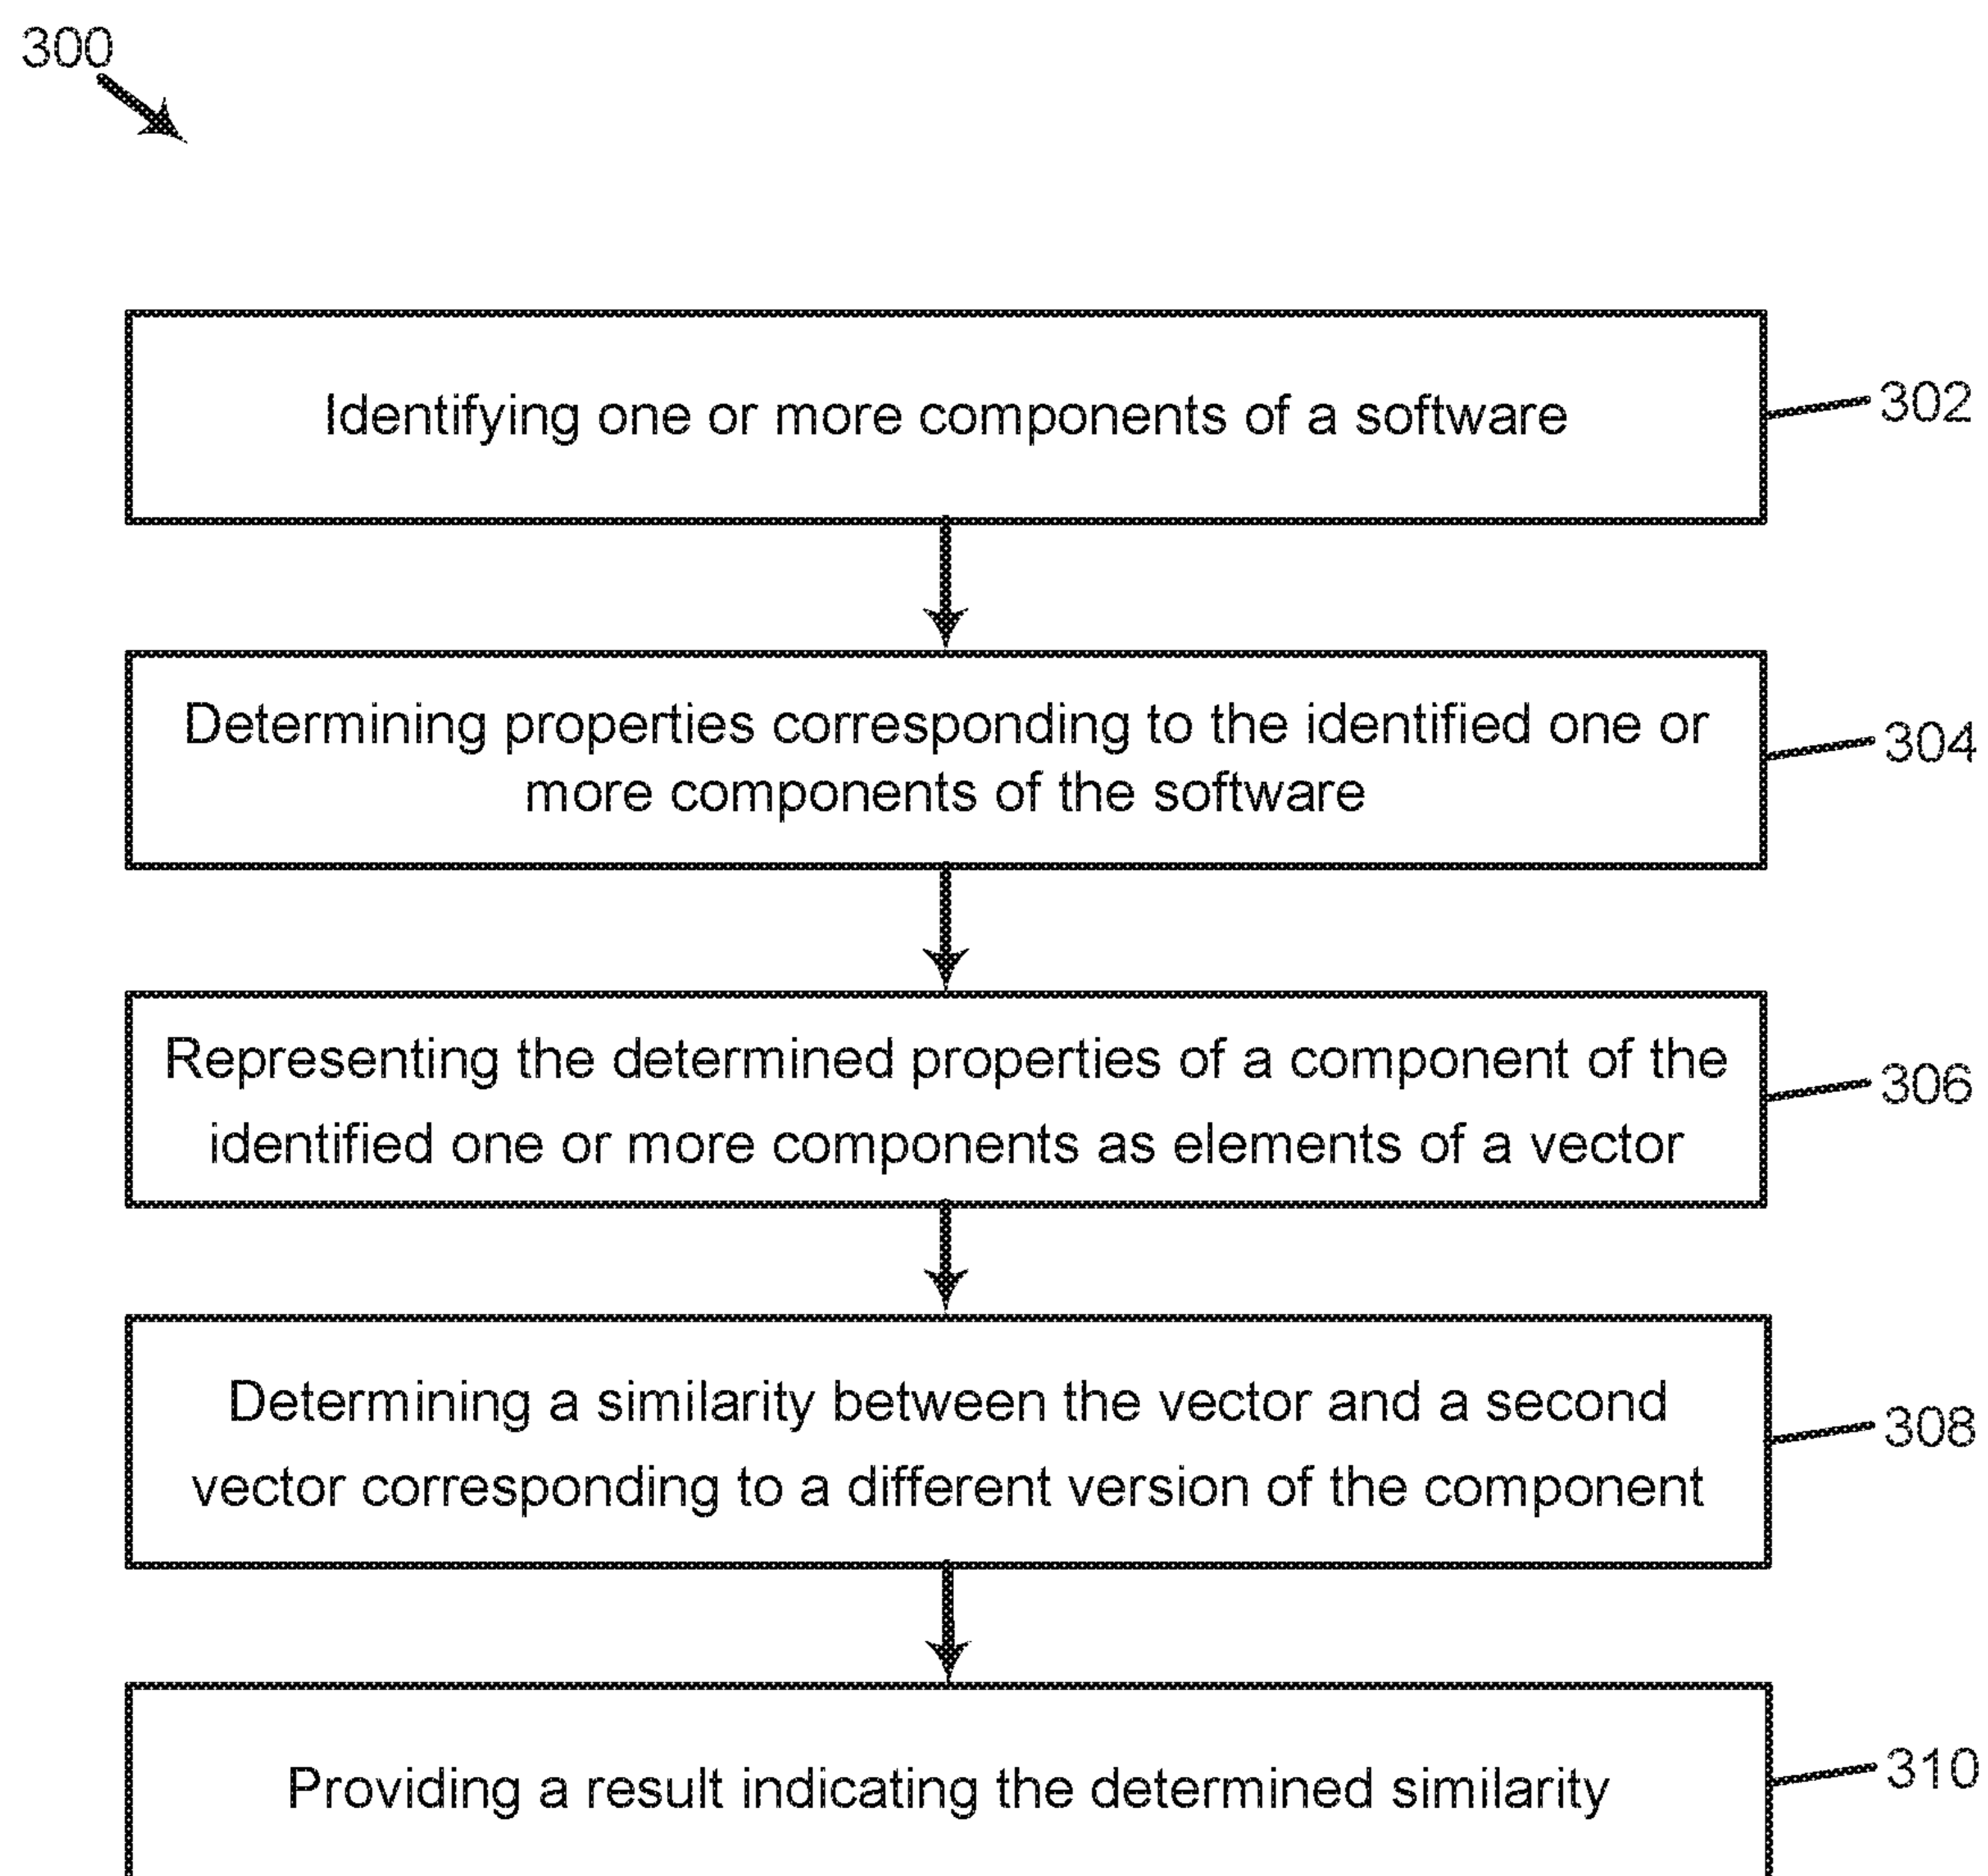 300
Identifying one or more components of a software
302
Determining properties corresponding to the identified one or
more components of the software
304
Representing the determined properties of a component of the
identified one or more components as elements of a vector
306
Determining a similarity between the vector and a second
vector corresponding to a different version of the component
308
Providing a result indicating the determined similarity
310